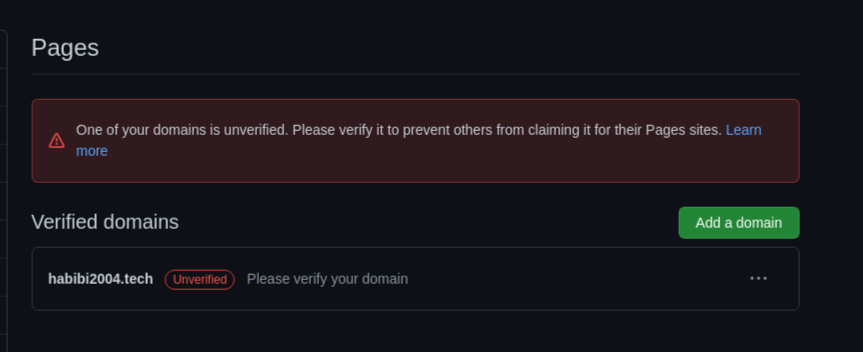 Pages
One of your domains is unverified. Please verify it to prevent others from claiming it for their Pages sites. Learn
more
Verified domains
Add a domain
habibi2004.tech Unverified Please verify your domain